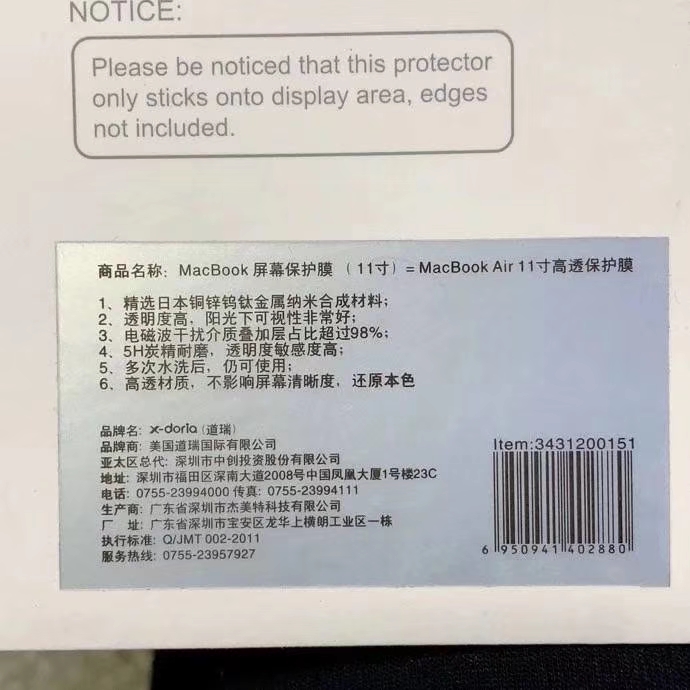 NOTICE:
Please be noticed that this protector
only sticks onto display area, edges
not included.
商品名称：MacBook 屏幕保护膜 （11寸）= MacBook Air 11寸高透保护膜
1、精选日本铜锌钨钛金属纳米合成材料；
2、透明度高，阳光下可视性非常好；
3、电磁波干扰介质叠加层占比超过98%；
4、5H炭精耐磨，透明度敏感度高；
5、多次水洗后，仍可使用；
6、高透材质，不影响屏幕清晰度，还原本色
品牌名：x-doria（道瑞）
品牌商：美国道瑞国际有限公司
亚太区总代：深圳市中创投资股份有限公司
地址：深圳市福田区深南大道2008号中国凤凰大厦1号楼23C
电话：0755-23994000 传真：0755-23994111
生产商：广东省深圳市杰美特科技有限公司
厂 址：广东省深圳市宝安区龙华上横朗工业区一栋
执行标准：Q/JMT 002-2011
服务热线：0755-23957927
Item:3431200151
6 950941 402880